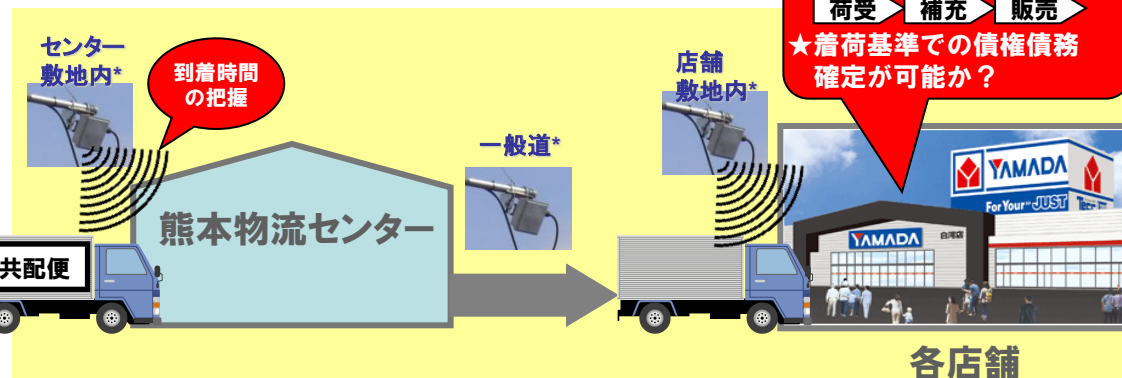 荷受 補充 販売
★着荷基準での債権債務
確定が可能か？
センター
敷地内*
到着時間
の把握
店舗
敷地内*
一般道*
YAMADA
For Your JUST
熊本物流センター
YAMADA 白河店
共配便
各店舗